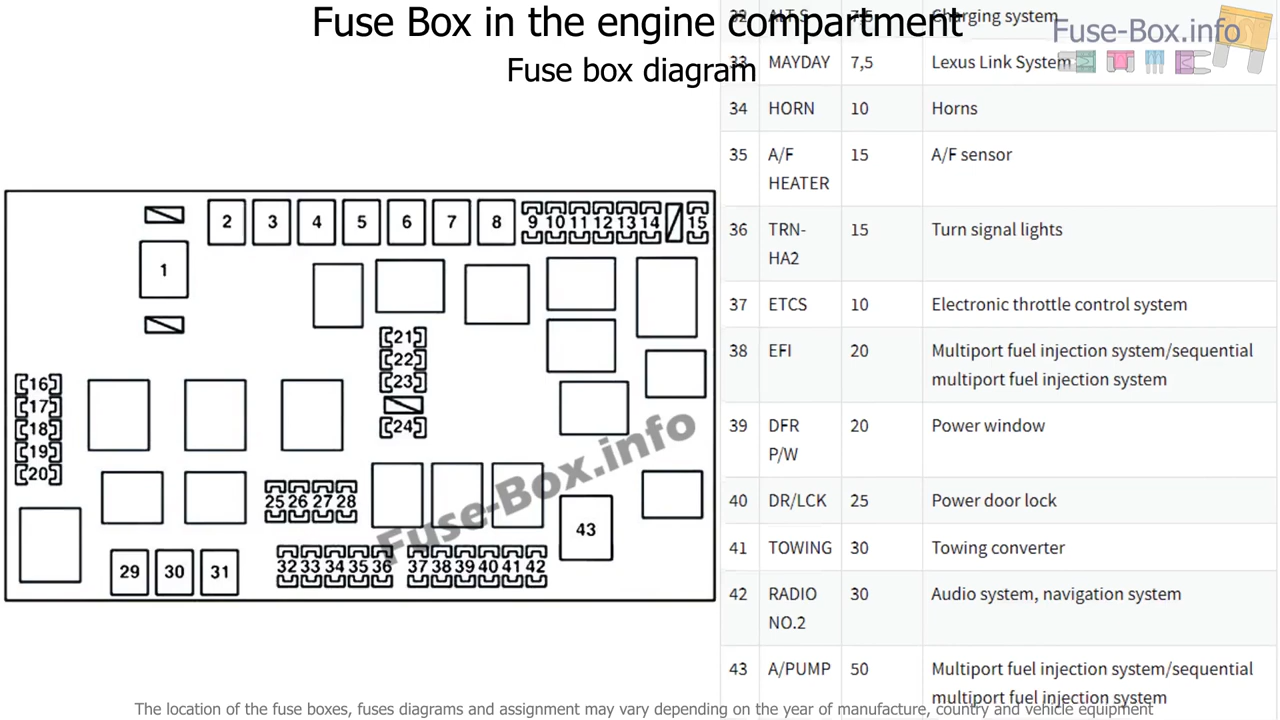 Fuse Box in the engine compartment
Fuse box diagram
Fuse-Box.info
32 ALT-S 7,5 Charging system
33 MAYDAY 7,5 Lexus Link System
34 HORN 10 Horns
35 A/F HEATER 15 A/F sensor
36 TRN-HA2 15 Turn signal lights
37 ETCS 10 Electronic throttle control system
38 EFI 20 Multiport fuel injection system/sequential
multiport fuel injection system
39 DFR P/W 20 Power window
40 DR/LCK 25 Power door lock
41 TOWING 30 Towing converter
42 RADIO NO.2 30 Audio system, navigation system
43 A/PUMP 50 Multiport fuel injection system/sequential
multiport fuel injection system
1
2 3 4 5 6 7 8 9 10 11 12 13 14 15
16
17
18
19
20
21
22
23
24
25 26 27 28
29 30 31
32 33 34 35 36 37 38 39 40 41 42
43
Fuse-Box.info
The location of the fuse boxes, fuses diagrams and assignment may vary depending on the year of manufacture, country and vehicle equipment